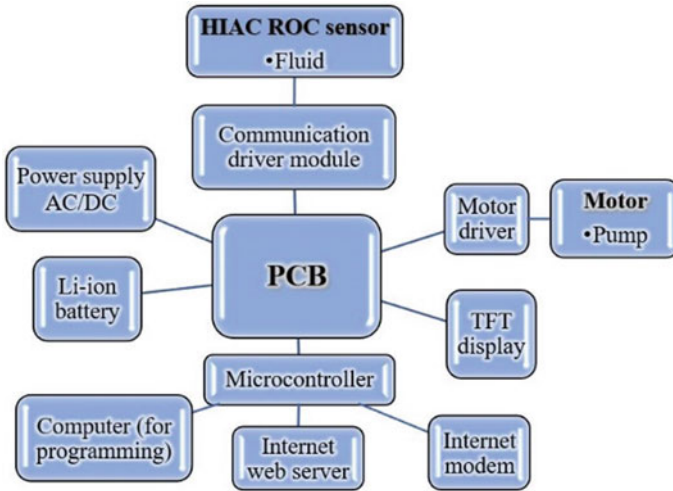 HIAC ROC sensor
•Fluid
Communication
driver module
Power supply
AC/DC
Motor
driver
Motor
•Pump
PCB
Li-ion
battery
TFT
display
Microcontroller
Computer (for
programming)
Internet
web server
Internet
modem